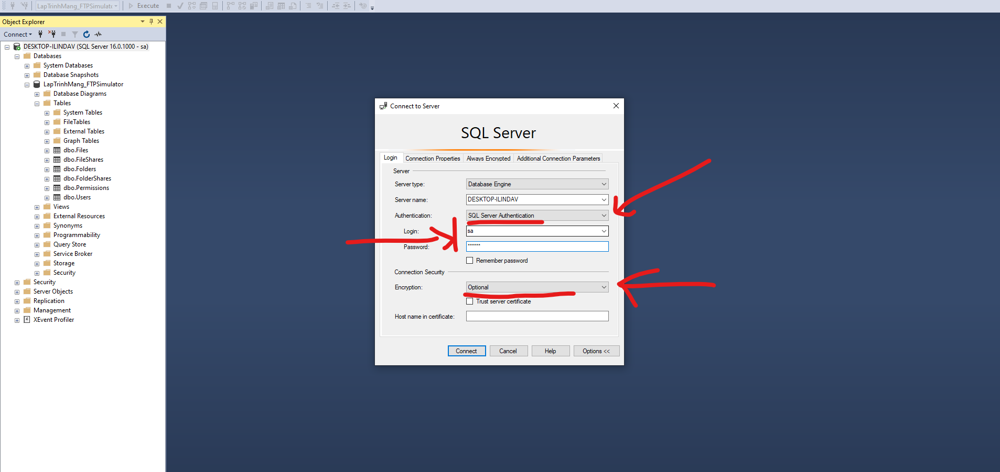 LapTrinhMang_FTPSimulatc
Execute
Object Explorer
Connect
DESKTOP-ILINDAV (SQL Server 16.0.1000 - sa)
Databases
System Databases
Database Snapshots
LapTrinhMang_FTPSimulator
Database Diagrams
Tables
System Tables
FileTables
External Tables
Graph Tables
dbo.Files
dbo.FileShares
dbo.Folders
dbo.FolderShares
dbo.Permissions
dbo.Users
Views
External Resources
Synonyms
Programmability
Query Store
Service Broker
Storage
Security
Security
Server Objects
Replication
Management
XEvent Profiler
Connect to Server
SQL Server
Login Connection Properties Always Encrypted Additional Connection Parameters
Server
Server type: Database Engine
Server name: DESKTOP-ILINDAV
Authentication: SQL Server Authentication
Login: sa
Password: ******
Remember password
Connection Security
Encryption: Optional
Trust server certificate
Host name in certificate:
Connect Cancel Help Options <<